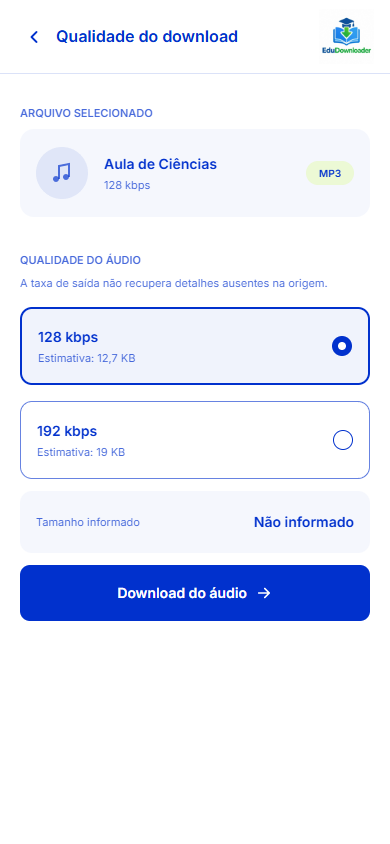 Qualidade do download
EduDownloader
ARQUIVO SELECIONADO
Aula de Ciências
128 kbps
MP3
QUALIDADE DO ÁUDIO
A taxa de saída não recupera detalhes ausentes na origem.
128 kbps
Estimativa: 12,7 KB
192 kbps
Estimativa: 19 KB
Tamanho informado
Não informado
Download do áudio